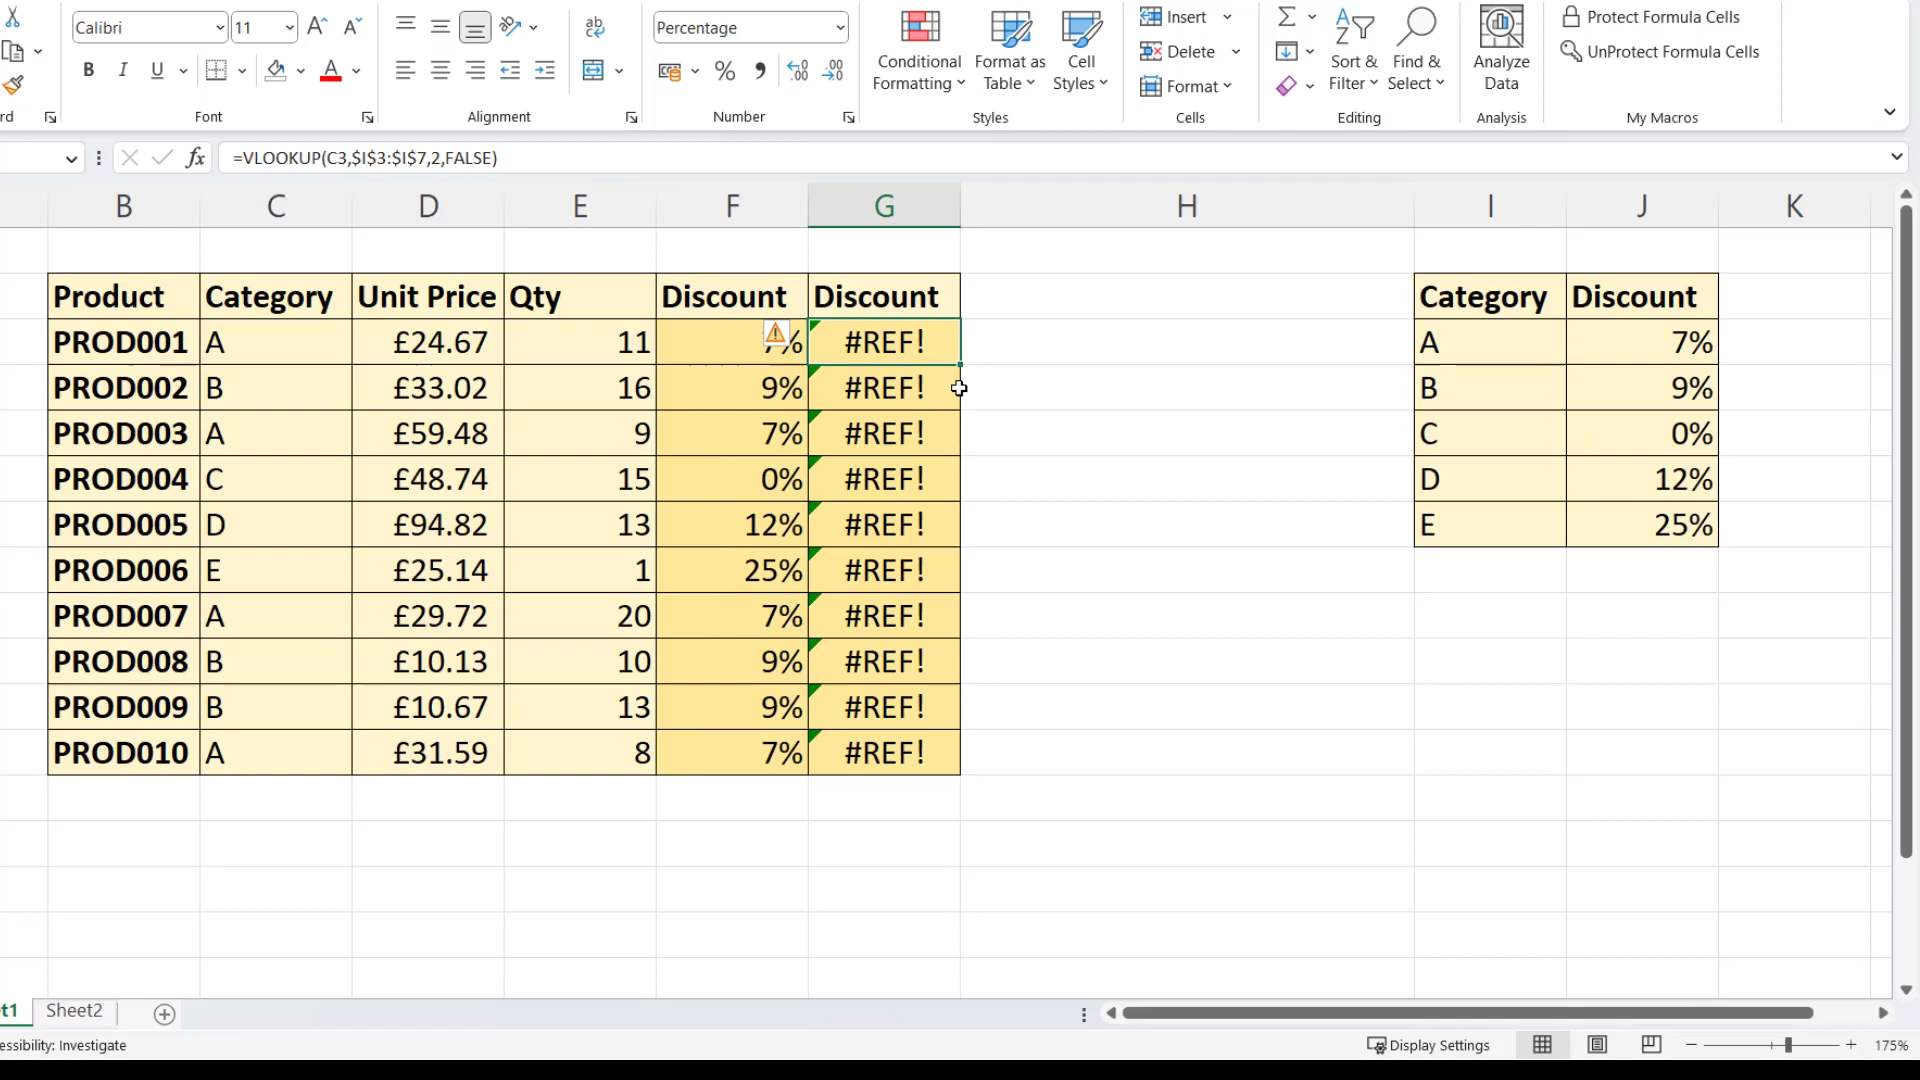 Calibri 11 ab Percentage
Insert
Protect Formula Cells
Delete
UnProtect Formula Cells
B I U A % 9
Conditional Formatting Format as Table Cell Styles
Format
Sort & Filter Find & Select
Analyze Data
rd Font Alignment Number Styles Cells Editing Analysis My Macros
fx =VLOOKUP(C3,$I$3:$I$7,2,FALSE)
B C D E F G H I J K
Product Category Unit Price Qty Discount Discount Category Discount
PROD001 A £24.67 11 7% #REF! A 7%
PROD002 B £33.02 16 9% #REF! B 9%
PROD003 A £59.48 9 7% #REF! C 0%
PROD004 C £48.74 15 0% #REF! D 12%
PROD005 D £94.82 13 12% #REF! E 25%
PROD006 E £25.14 1 25% #REF!
PROD007 A £29.72 20 7% #REF!
PROD008 B £10.13 10 9% #REF!
PROD009 B £10.67 13 9% #REF!
PROD010 A £31.59 8 7% #REF!
t1 Sheet2
essibility: Investigate Display Settings 175%